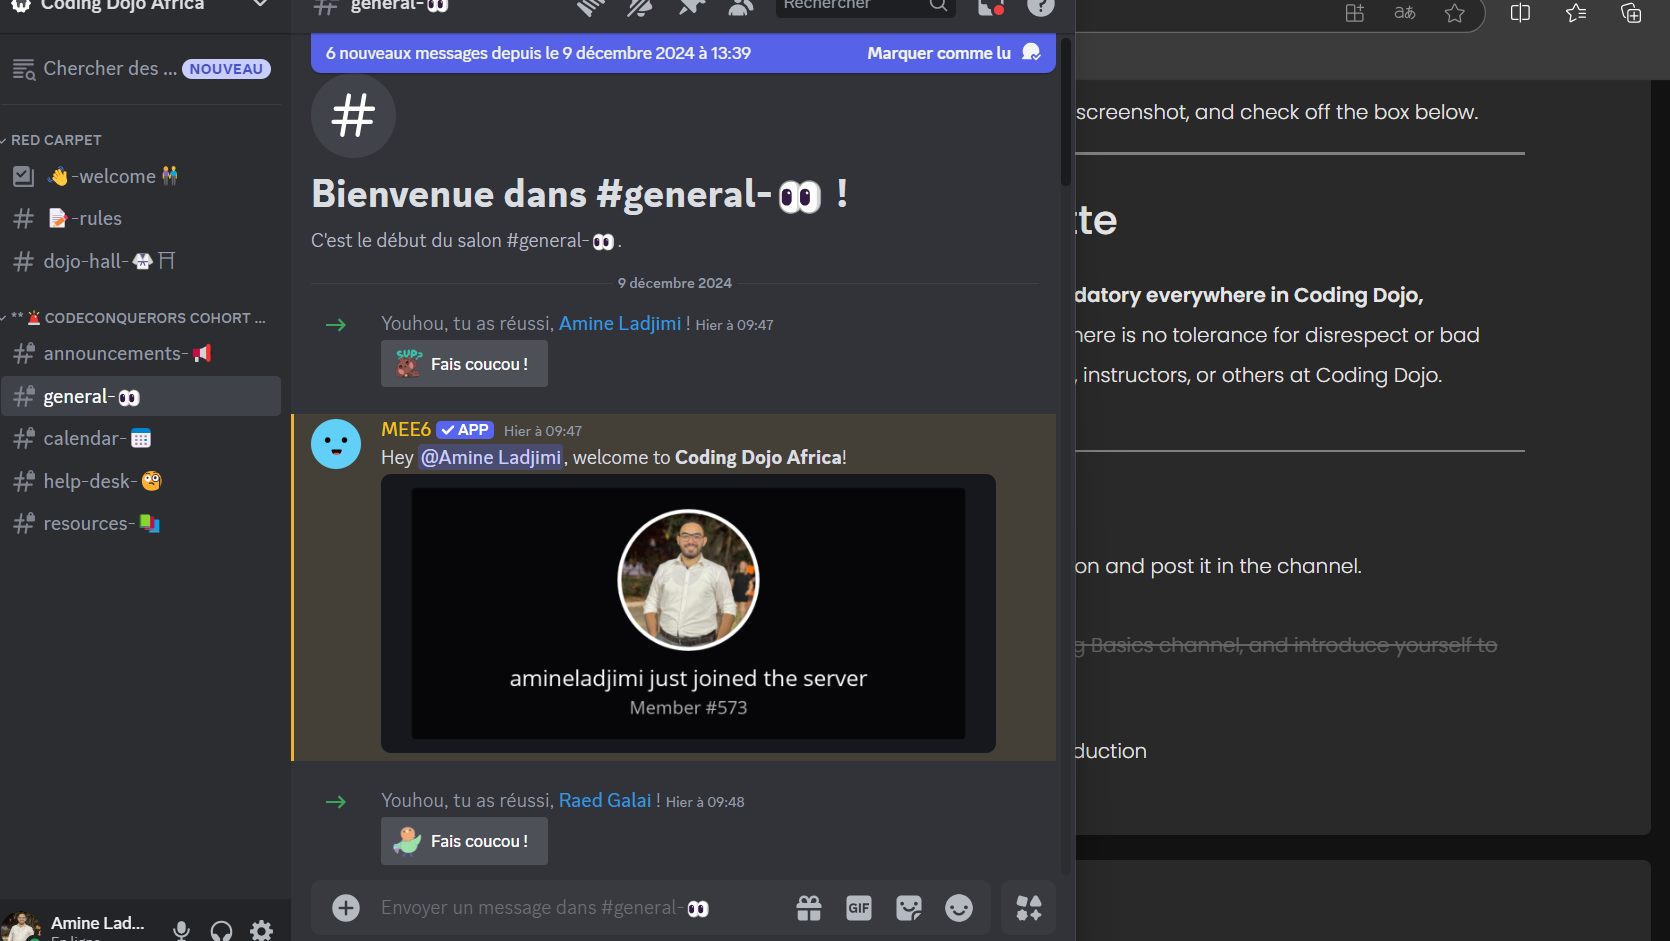 Coding Dojo Africa
Chercher des ... NOUVEAU
RED CARPET
👋-welcome👬
📝-rules
dojo-hall-🥋⛩
**🚨 CODECONQUERORS COHORT ...
announcements-📢
general-👀
calendar-📅
help-desk-🧐
resources-📚
Amine Lad...
En ligne
general-👀
Rechercher
6 nouveaux messages depuis le 9 décembre 2024 à 13:39 Marquer comme lu
Bienvenue dans #general-👀 !
C'est le début du salon #general-👀.
9 décembre 2024
Youhou, tu as réussi, Amine Ladjimi ! Hier à 09:47
SUP?
Fais coucou !
MEE6 ✓ APP Hier à 09:47
Hey @Amine Ladjimi, welcome to Coding Dojo Africa!
amineladjimi just joined the server
Member #573
Youhou, tu as réussi, Raed Galai ! Hier à 09:48
Fais coucou !
Envoyer un message dans #general-👀
GIF
aあ
screenshot, and check off the box below.
tte
datory everywhere in Coding Dojo,
here is no tolerance for disrespect or bad
, instructors, or others at Coding Dojo.
on and post it in the channel.
g Basics channel, and introduce yourself to
duction